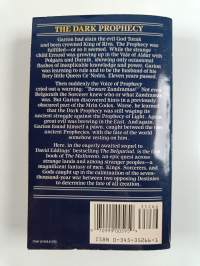 THE DARK PROPHECY
Garion had slain the evil God Torak
and been crowned King of Riva. The Prophecy was
fulfilled—or so it seemed. While the strange
child Errand was growing up in the Vale of Aldur with
Polgara and Durnik, showing only occasional
flashes of inexplicable knowledge and power, Garion
was learning to rule and to be the husband of his
fiery little Queen Ce'Nedra. Eleven years passed.
Then suddenly the Voice of Prophecy
cried out a warning: "Beware Zandramas!" Not even
Belgarath the Sorcerer knew who or what Zandramas
was. But Garion discovered hints in a previously
obscured part of the Mrin Codex. Worse, he learned
that the Dark Prophecy was still waging its
ancient struggle against the Prophecy of Light. Again,
great evil was brewing in the East. And again,
Garion found himself a pawn, caught between the two
ancient Prophecies, with the fate of the world
somehow resting on him.
Here, in the eagerly awaited sequel to
David Eddings' bestselling The Belgariad, is the first
book of The Malloreon, an epic quest across
strange lands and among stranger peoples—a
magnificent fantasy of men, Kings, Sorcerers, and
Gods caught up in the culmination of the seven-
thousand-year war between two opposing Destinies
to determine the fate of all creation.
ISBN 0-345-35266-1